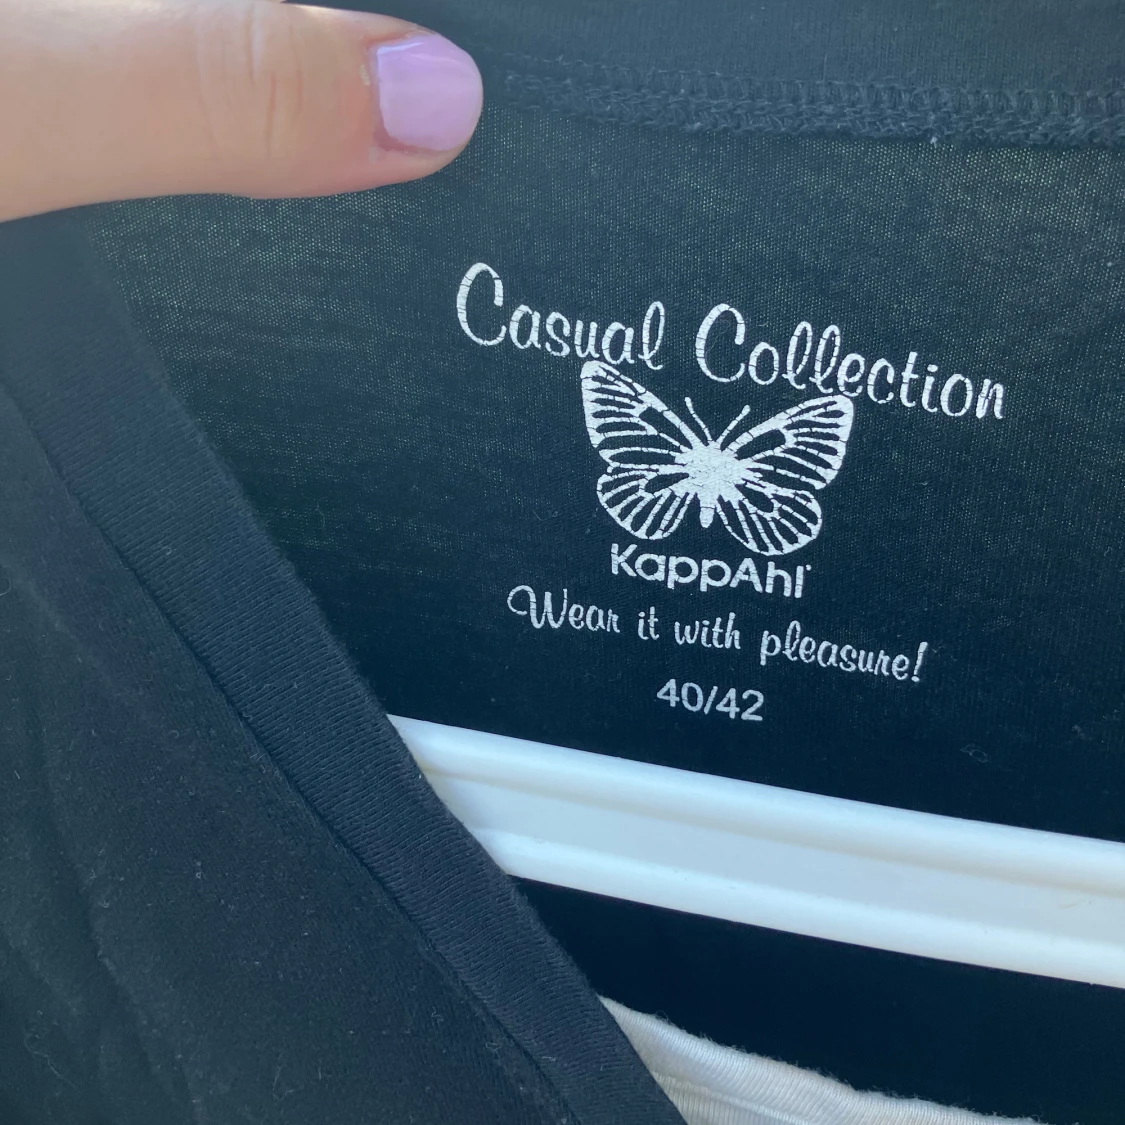 Casual Collection
KappAhl
Wear it with pleasure!
40/42